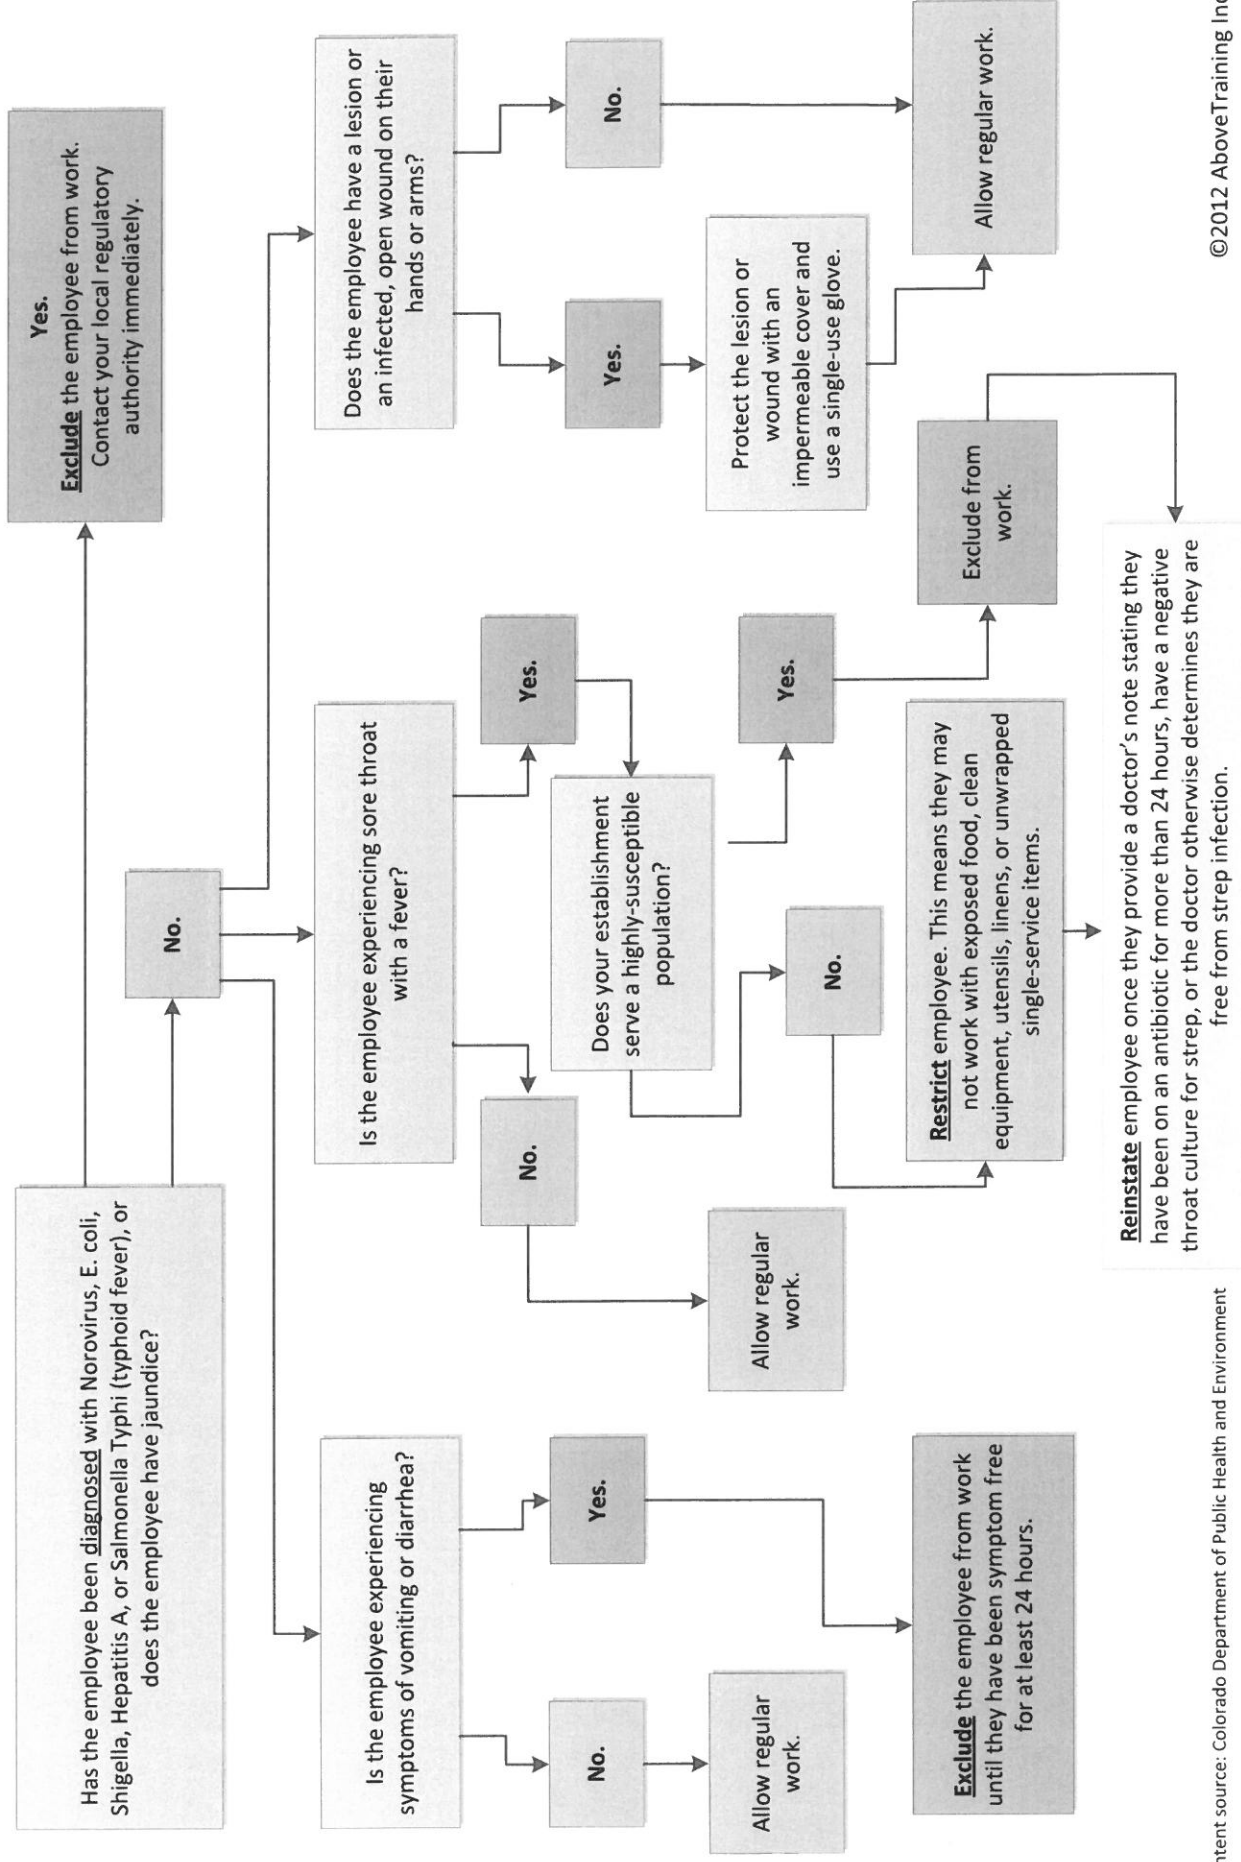 Has the employee been diagnosed with Norovirus, E. coli,
Shigella, Hepatitis A, or Salmonella Typhi (typhoid fever), or
does the employee have jaundice?
Yes.
Exclude the employee from work.
Contact your local regulatory
authority immediately.
No.
Is the employee experiencing
symptoms of vomiting or diarrhea?
No.
Allow regular
work.
Yes.
Exclude the employee from work
until they have been symptom free
for at least 24 hours.
Is the employee experiencing sore throat
with a fever?
No.
Allow regular
work.
Yes.
Does your establishment
serve a highly-susceptible
population?
No.
Restrict employee. This means they may
not work with exposed food, clean
equipment, utensils, linens, or unwrapped
single-service items.
Yes.
Exclude from
work.
Reinstate employee once they provide a doctor's note stating they
have been on an antibiotic for more than 24 hours, have a negative
throat culture for strep, or the doctor otherwise determines they are
free from strep infection.
Does the employee have a lesion or
an infected, open wound on their
hands or arms?
Yes.
Protect the lesion or
wound with an
impermeable cover and
use a single-use glove.
No.
Allow regular work.
ntent source: Colorado Department of Public Health and Environment
©2012 AboveTraining Inc